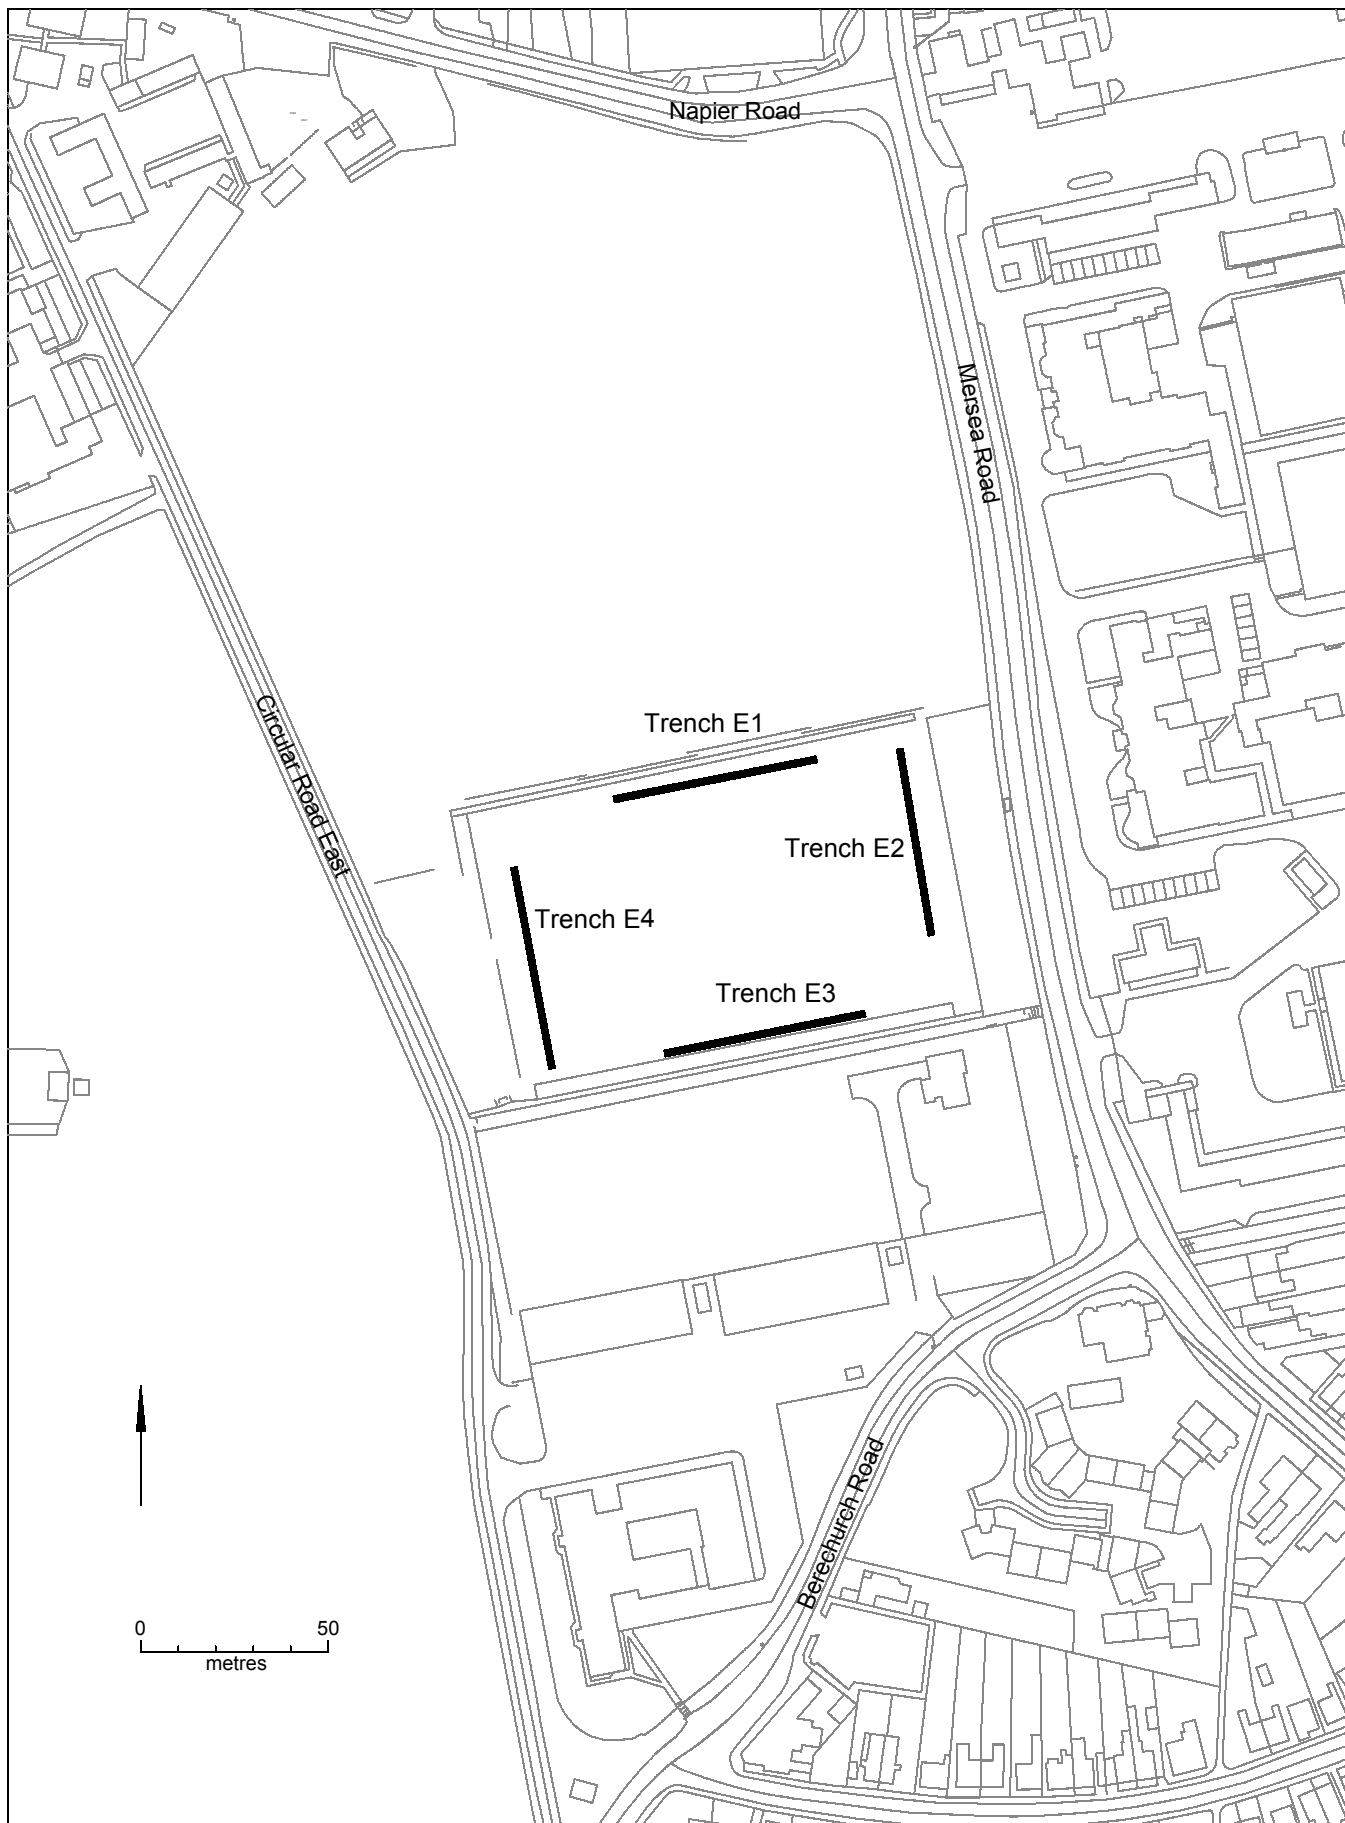 Napier Road
Mersea Road
Circular Road East
Trench E1
Trench E2
Trench E4
Trench E3
Berechurch Road
0 50
metres